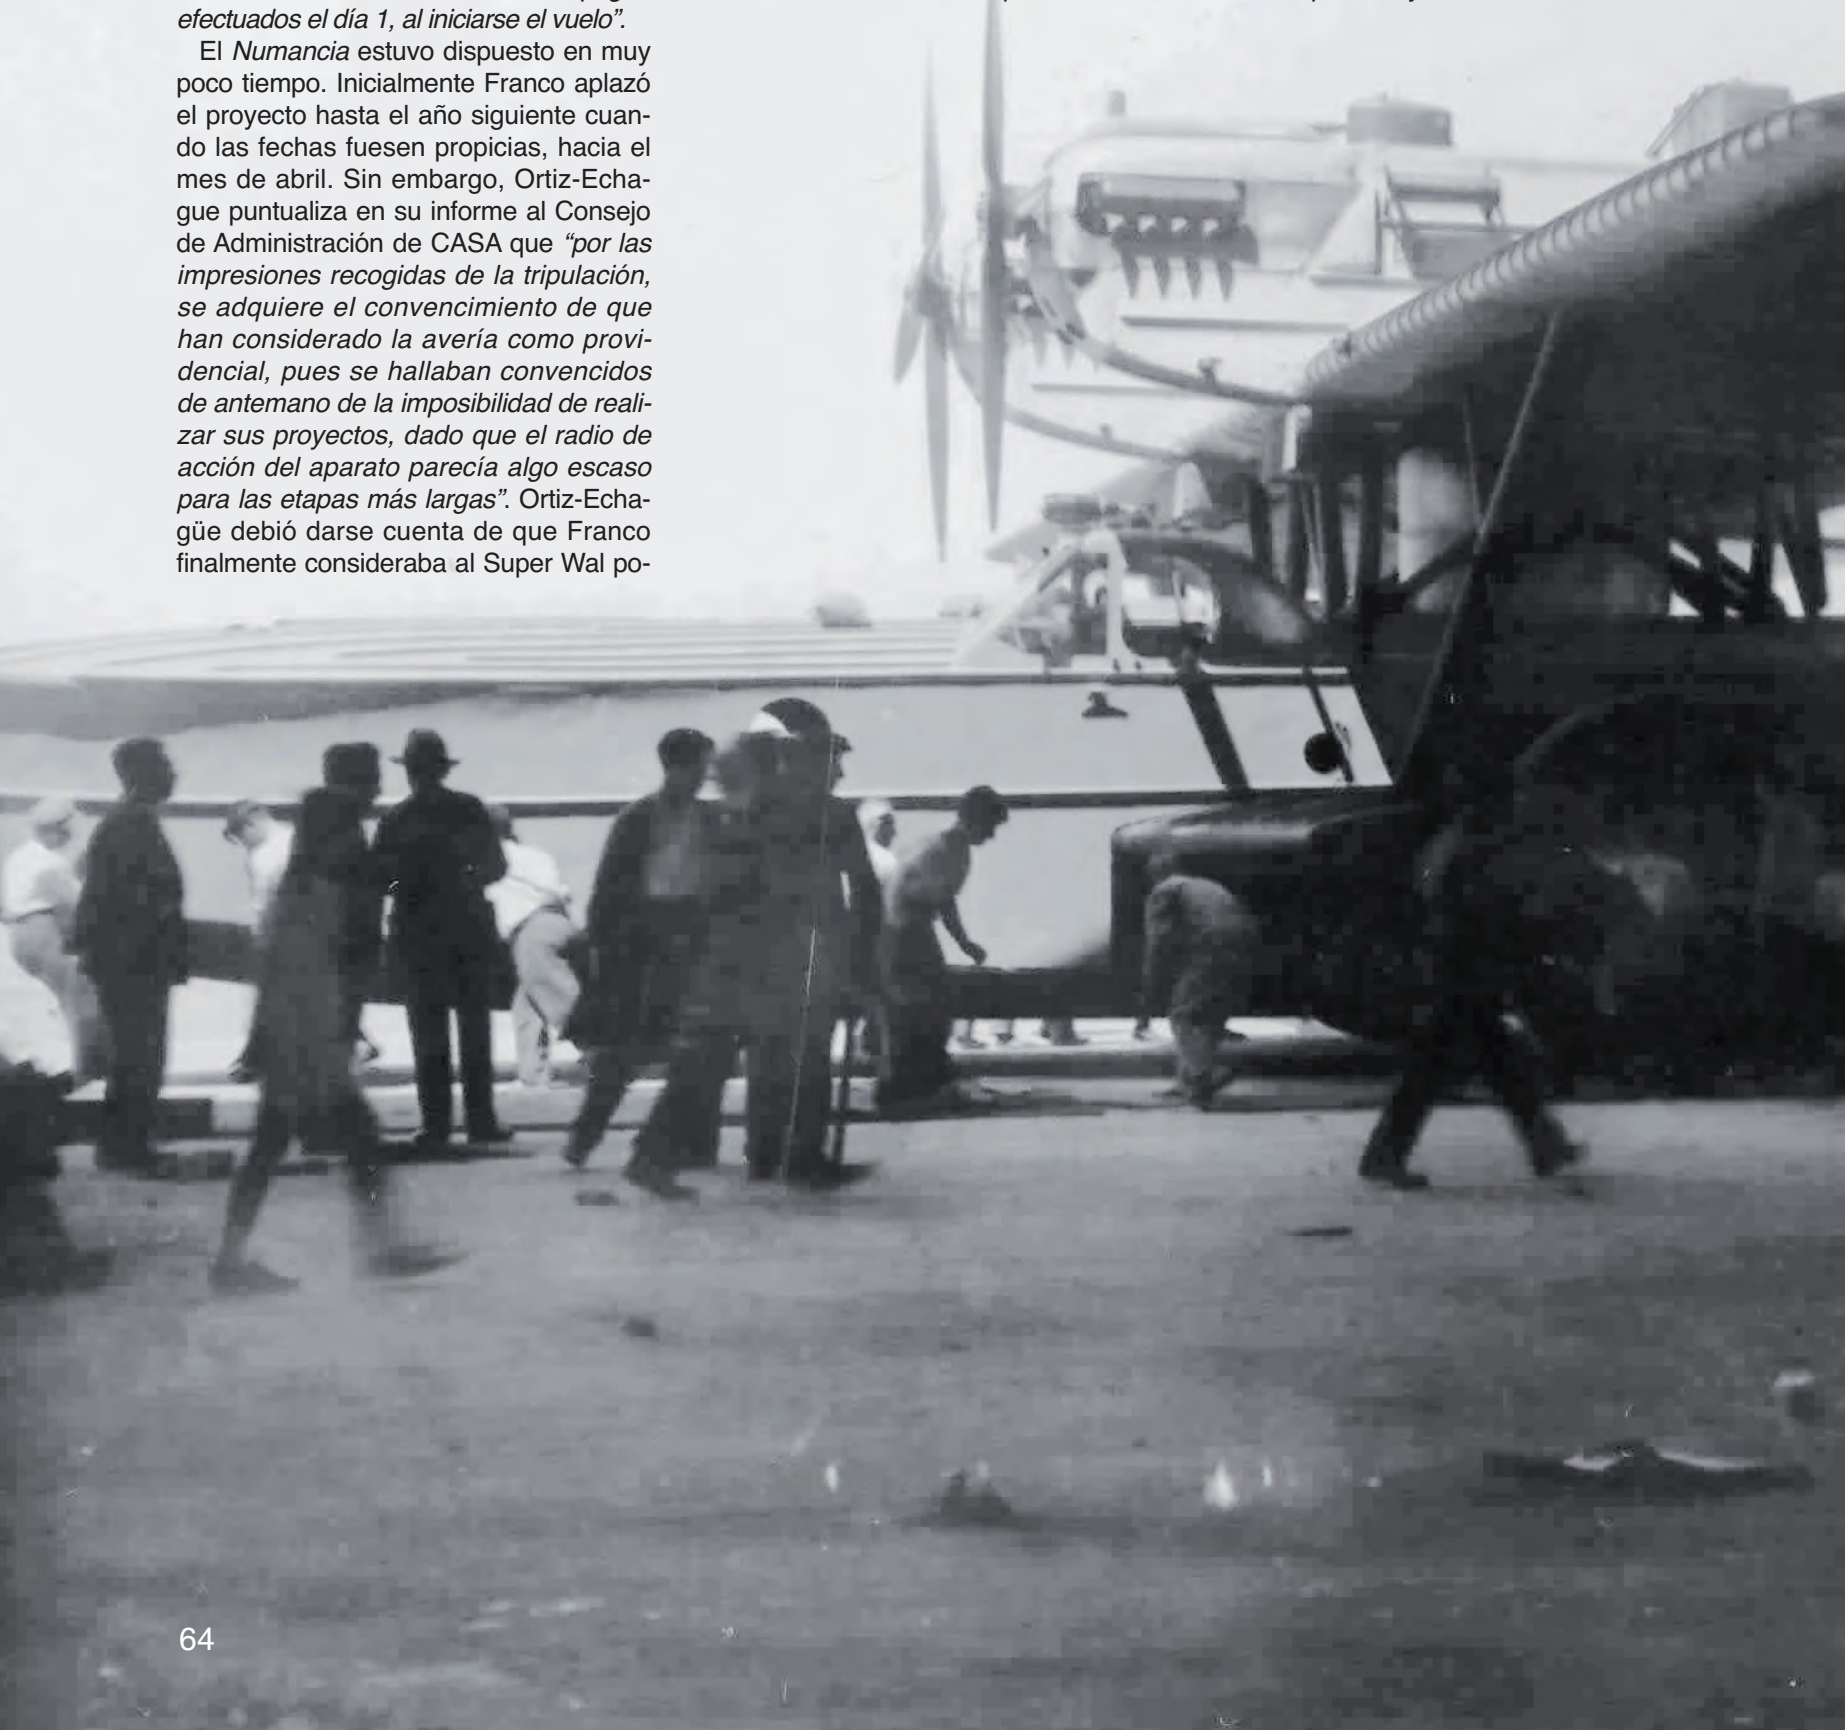 efectuados el día 1, al iniciarse el vuelo”.
El Numancia estuvo dispuesto en muy
poco tiempo. Inicialmente Franco aplazó
el proyecto hasta el año siguiente cuan-
do las fechas fuesen propicias, hacia el
mes de abril. Sin embargo, Ortiz-Echa-
gue puntualiza en su informe al Consejo
de Administración de CASA que “por las
impresiones recogidas de la tripulación,
se adquiere el convencimiento de que
han considerado la avería como provi-
dencial, pues se hallaban convencidos
de antemano de la imposibilidad de reali-
zar sus proyectos, dado que el radio de
acción del aparato parecía algo escaso
para las etapas más largas”. Ortiz-Echa-
güe debió darse cuenta de que Franco
finalmente consideraba al Super Wal po-
64